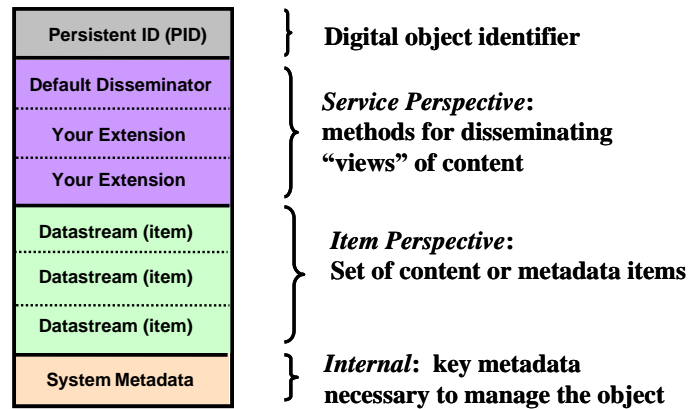 Persistent ID (PID)
Digital object identifier
Default Disseminator
Your Extension
Your Extension
Service Perspective:
methods for disseminating
“views” of content
Datastream (item)
Datastream (item)
Datastream (item)
Item Perspective:
Set of content or metadata items
System Metadata
Internal: key metadata
necessary to manage the object